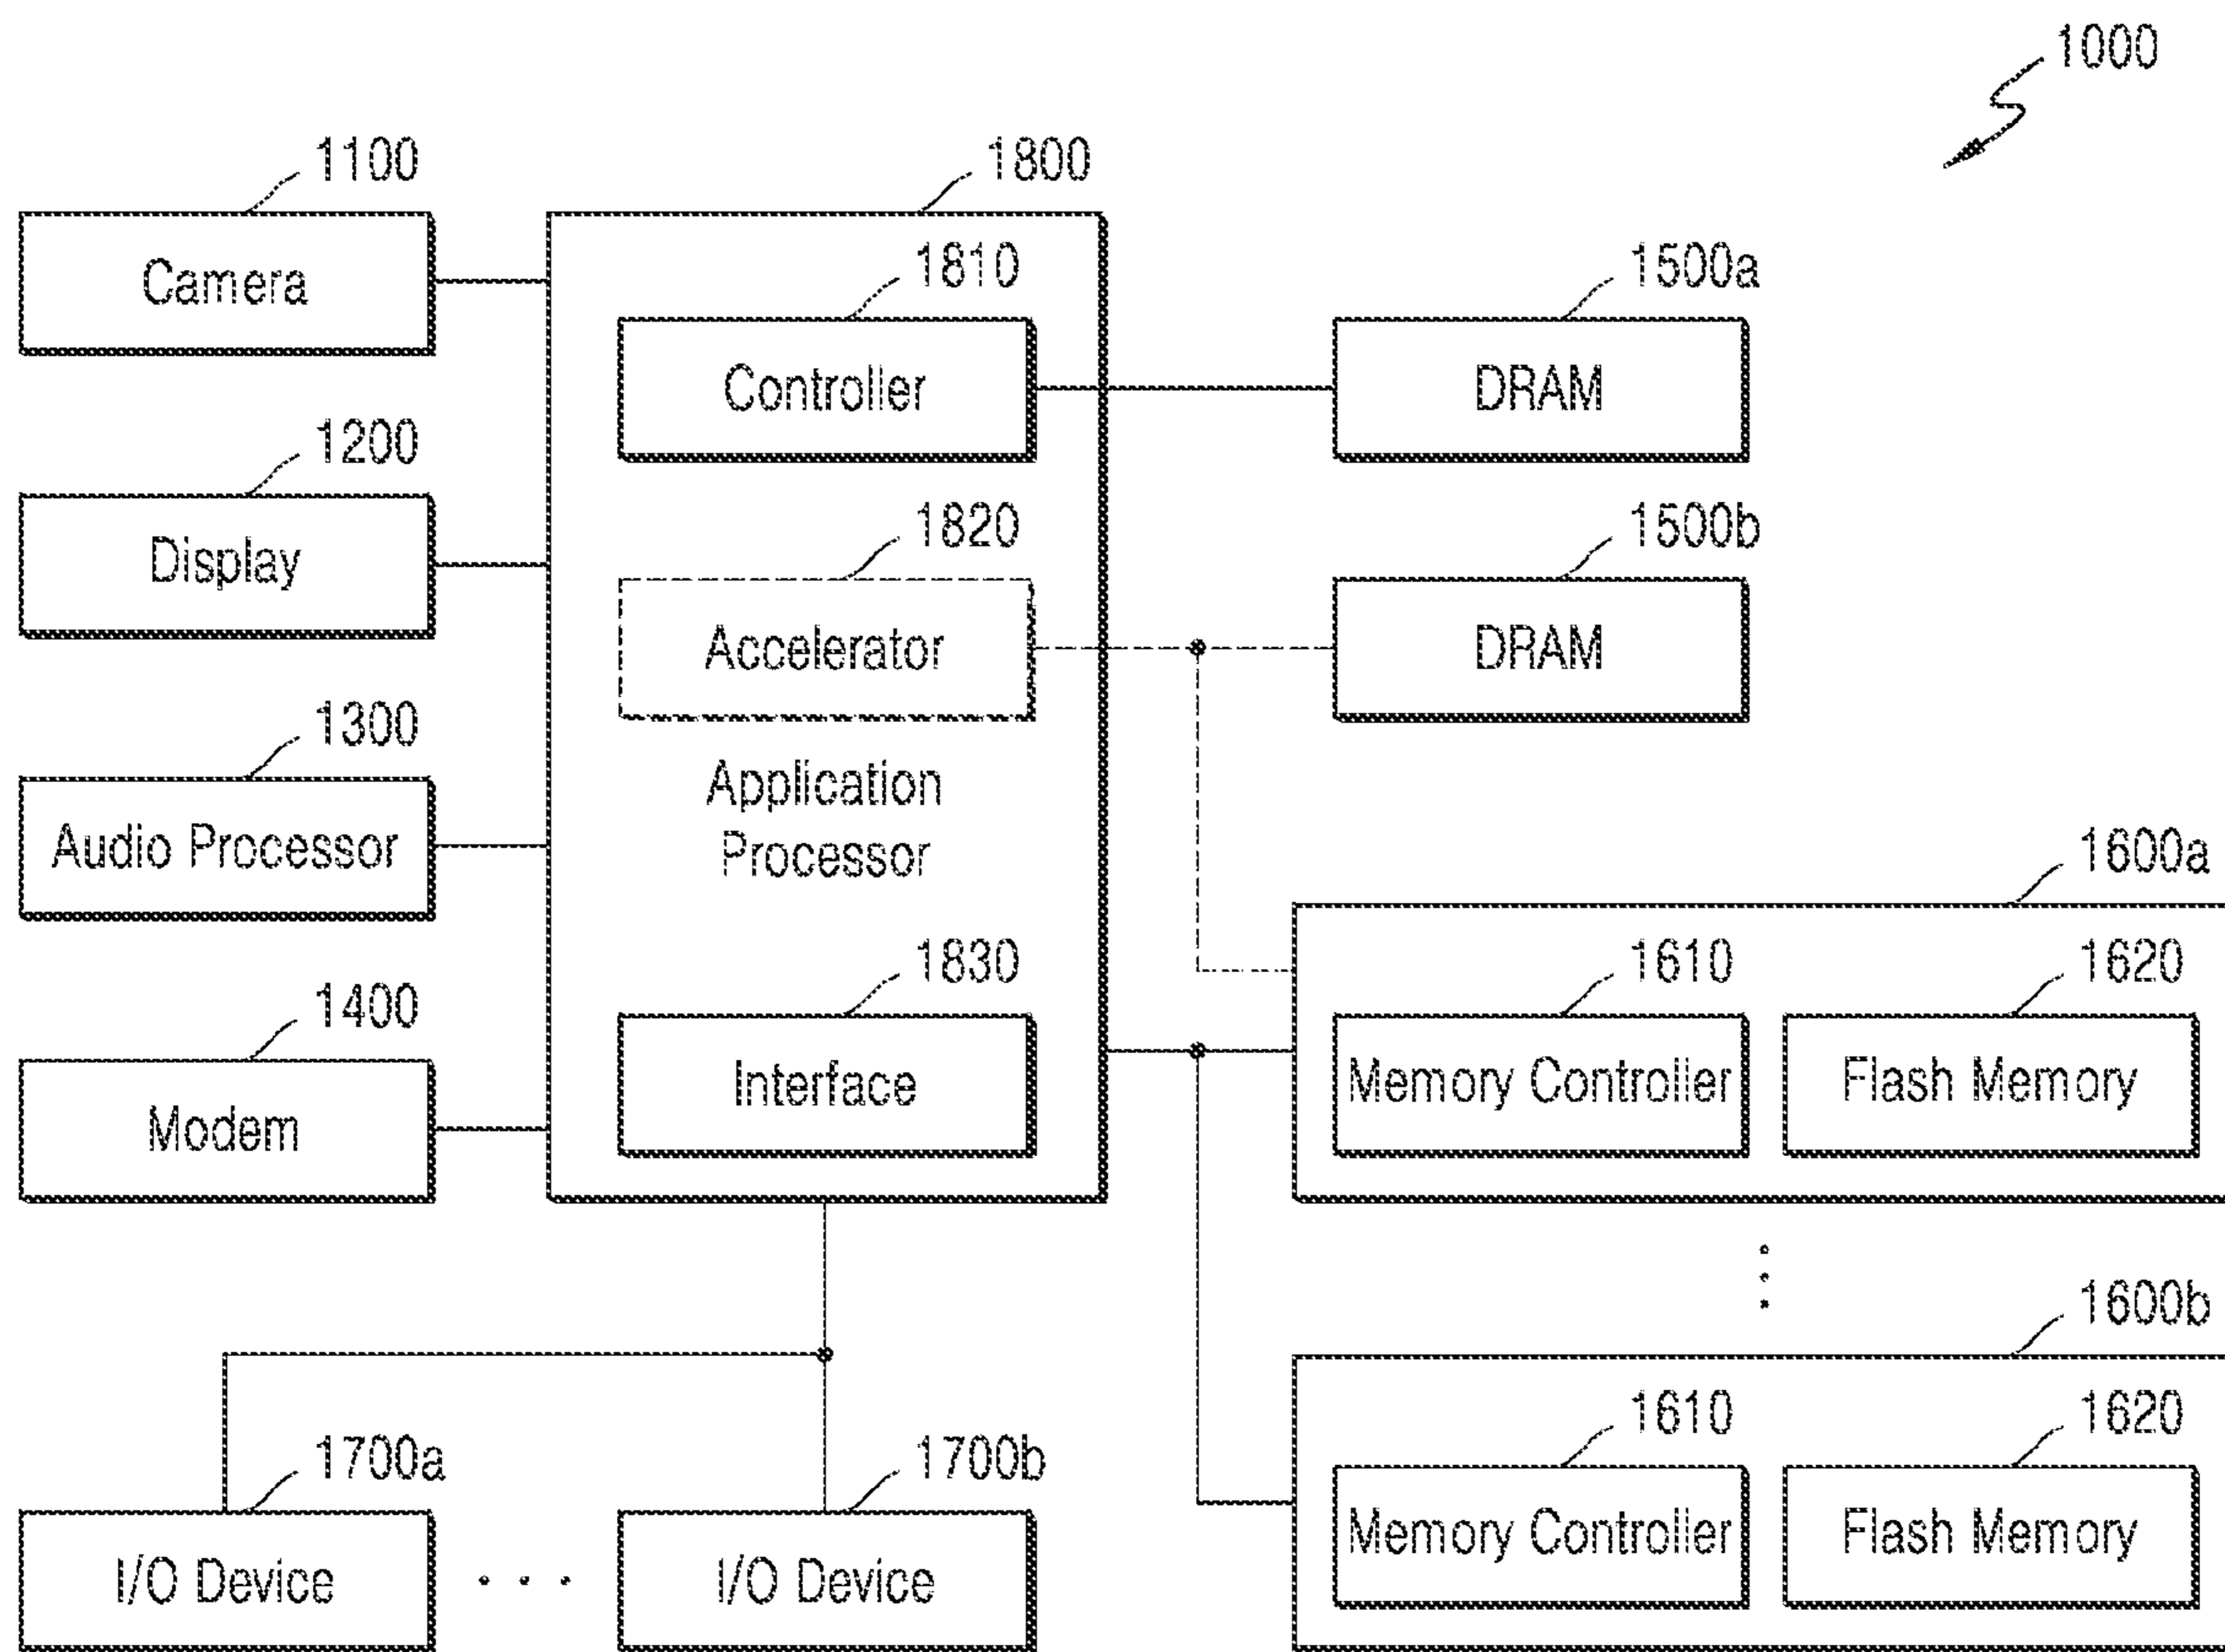 1000
1100
1800
Camera
1810
1500a
Controller
DRAM
1200
Display
1820
1500b
Accelerator
DRAM
1300
Audio Processor
Application
Processor
1600a
1830
1610
1620
1400
Modem
Interface
Memory Controller
Flash Memory
1600b
1610
1620
1700a
1700b
Memory Controller
Flash Memory
I/O Device
I/O Device